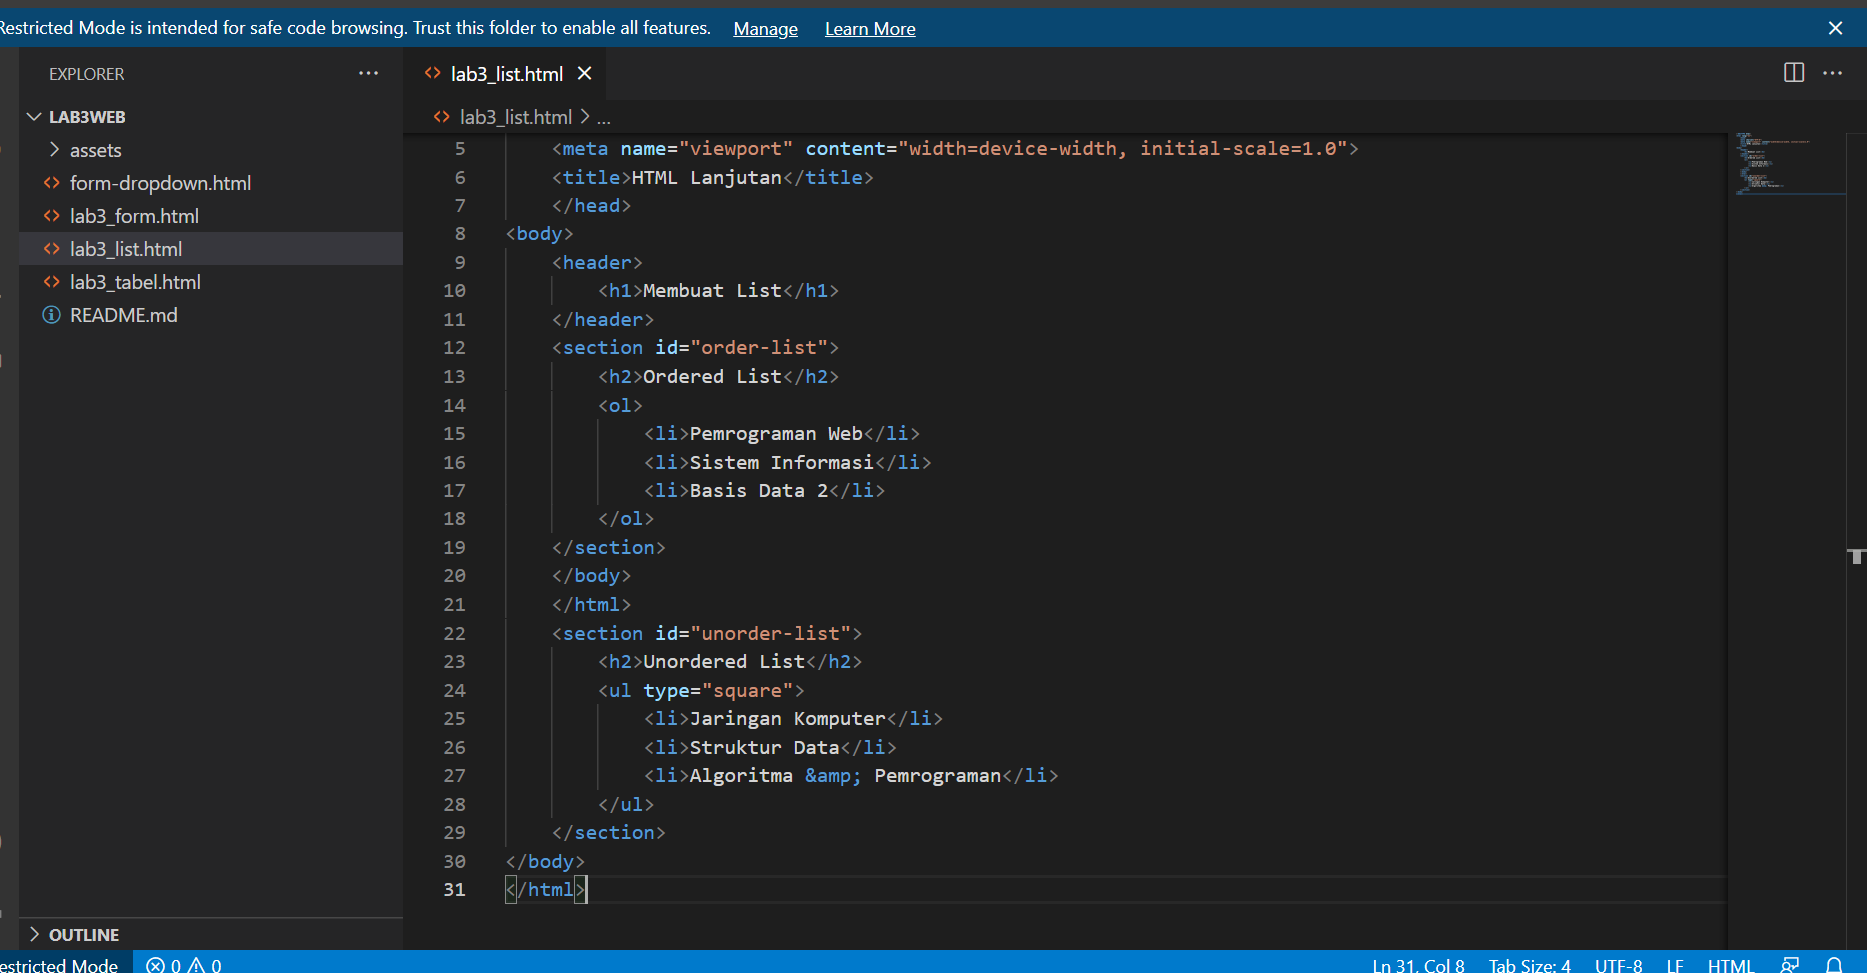 Restricted Mode is intended for safe code browsing. Trust this folder to enable all features. Manage Learn More
EXPLORER
LAB3WEB
assets
form-dropdown.html
lab3_form.html
lab3_list.html
lab3_tabel.html
README.md
OUTLINE
lab3_list.html
lab3_list.html > ...
5 <meta name="viewport" content="width=device-width, initial-scale=1.0">
6 <title>HTML Lanjutan</title>
7 </head>
8 <body>
9 <header>
10 <h1>Membuat List</h1>
11 </header>
12 <section id="order-list">
13 <h2>Ordered List</h2>
14 <ol>
15 <li>Pemrograman Web</li>
16 <li>Sistem Informasi</li>
17 <li>Basis Data 2</li>
18 </ol>
19 </section>
20 </body>
21 </html>
22 <section id="unorder-list">
23 <h2>Unordered List</h2>
24 <ul type="square">
25 <li>Jaringan Komputer</li>
26 <li>Struktur Data</li>
27 <li>Algoritma &amp; Pemrograman</li>
28 </ul>
29 </section>
30 </body>
31 </html>
estricted Mode 0 0 Ln 31, Col 8 Tab Size: 4 UTF-8 LF HTML